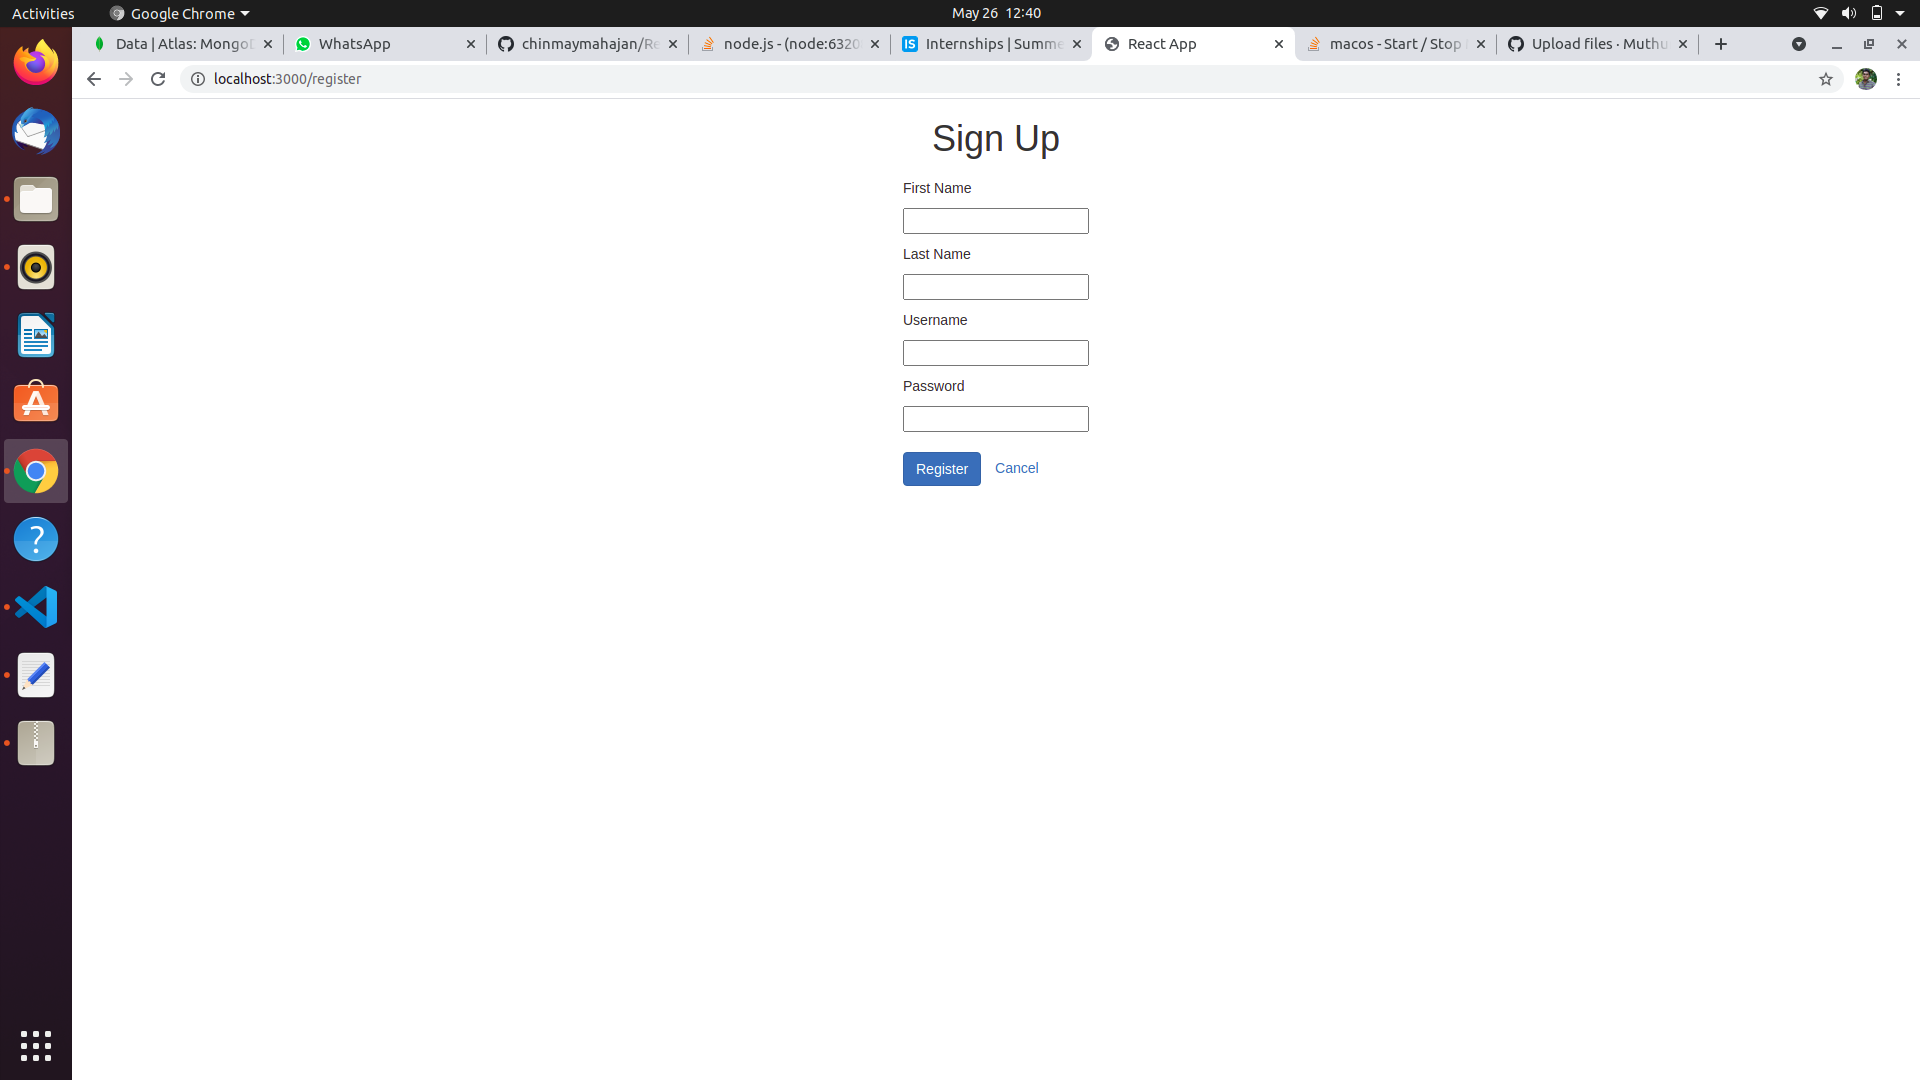 Activities Google Chrome May 26 12:40
Data | Atlas: MongoD WhatsApp chinmaymahajan/Re node.js - (node:6320 Internships | Summe React App macos - Start / Stop Upload files · Muthu
localhost:3000/register
Sign Up
First Name
Last Name
Username
Password
Register Cancel